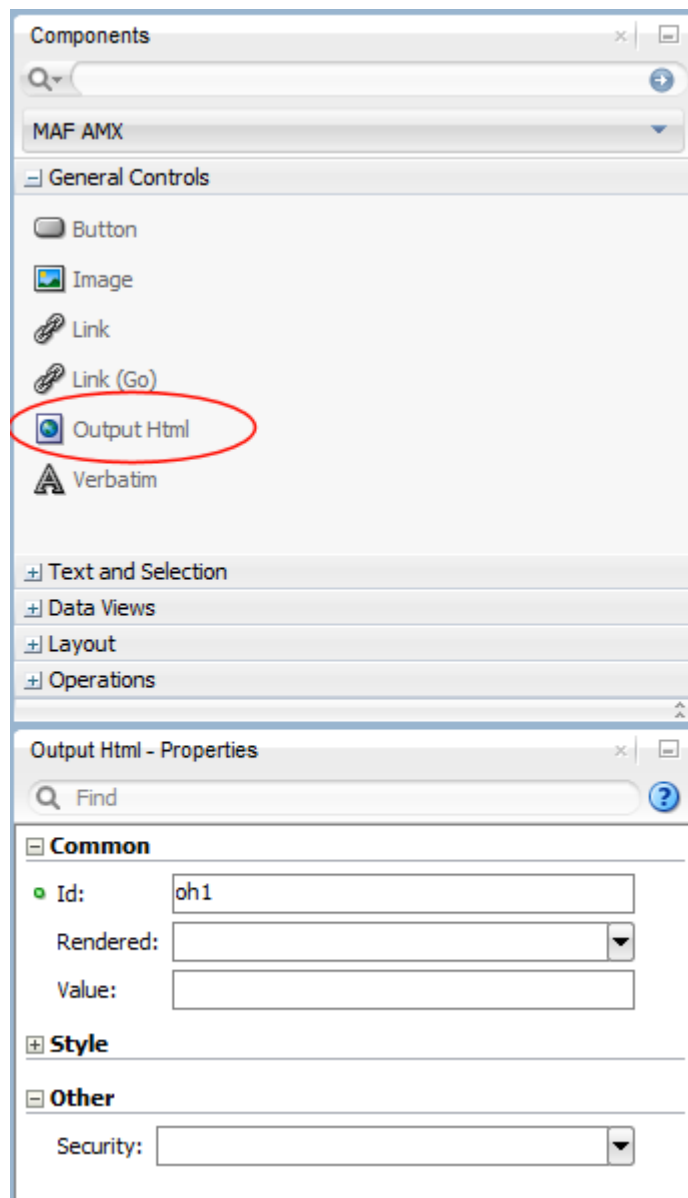 Components
MAF AMX
General Controls
Button
Image
Link
Link (Go)
Output Html
Verbatim
Text and Selection
Data Views
Layout
Operations
Output Html - Properties
Find
Common
Id: oh1
Rendered:
Value:
Style
Other
Security: